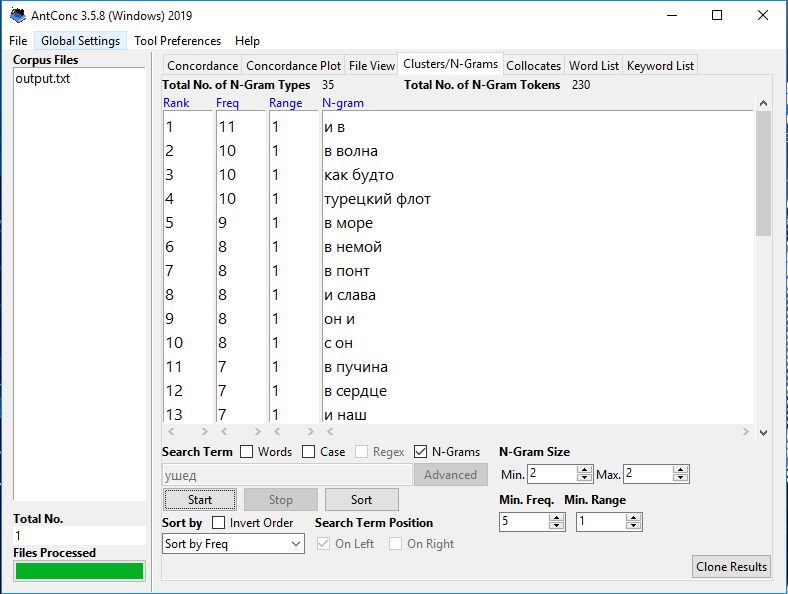 AntConc 3.5.8 (Windows) 2019
File Global Settings Tool Preferences Help
Corpus Files
output.txt
Total No.
1
Files Processed
Concordance Concordance Plot File View Clusters/N-Grams Collocates Word List Keyword List
Total No. of N-Gram Types 35 Total No. of N-Gram Tokens 230
Rank Freq Range N-gram
1 11 1 и в
2 10 1 в волна
3 10 1 как будто
4 10 1 турецкий флот
5 9 1 в море
6 8 1 в немой
7 8 1 в понт
8 8 1 и слава
9 8 1 он и
10 8 1 с он
11 7 1 в пучина
12 7 1 в сердце
13 7 1 и наш
Search Term Words Case Regex N-Grams N-Gram Size
ушед Advanced Min. 2 Max. 2
Start Stop Sort Min. Freq. Min. Range
Sort by Invert Order Search Term Position 5 1
Sort by Freq On Left On Right
Clone Results